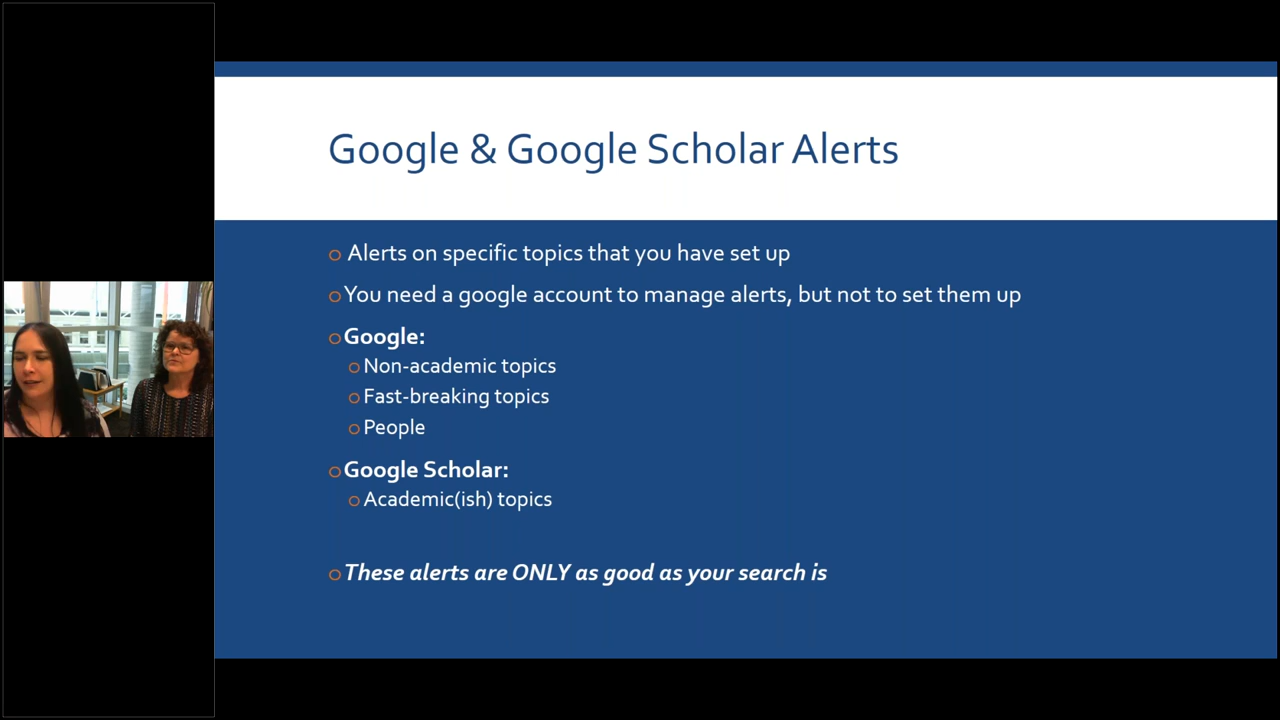 Google & Google Scholar Alerts
Alerts on specific topics that you have set up
You need a google account to manage alerts, but not to set them up
Google:
Non-academic topics
Fast-breaking topics
People
Google Scholar:
Academic(ish) topics
These alerts are ONLY as good as your search is